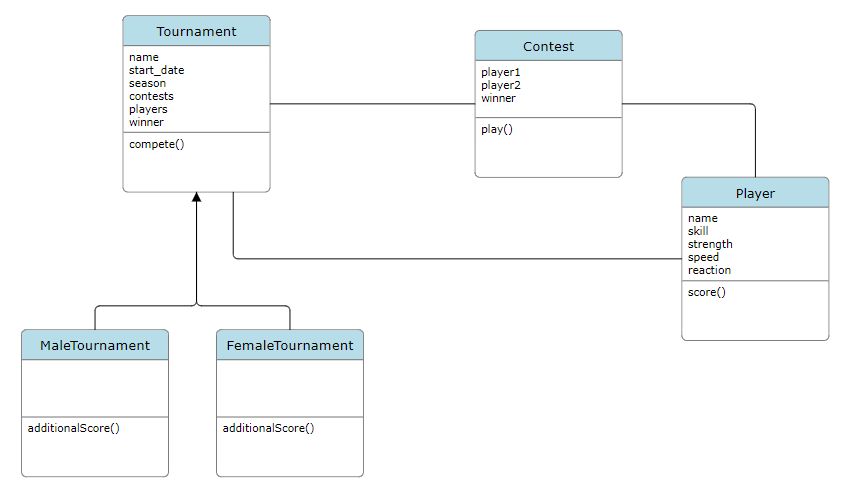 Tournament
name
start_date
season
contests
players
winner
compete()
Contest
player1
player2
winner
play()
Player
name
skill
strength
speed
reaction
score()
MaleTournament
additionalScore()
FemaleTournament
additionalScore()